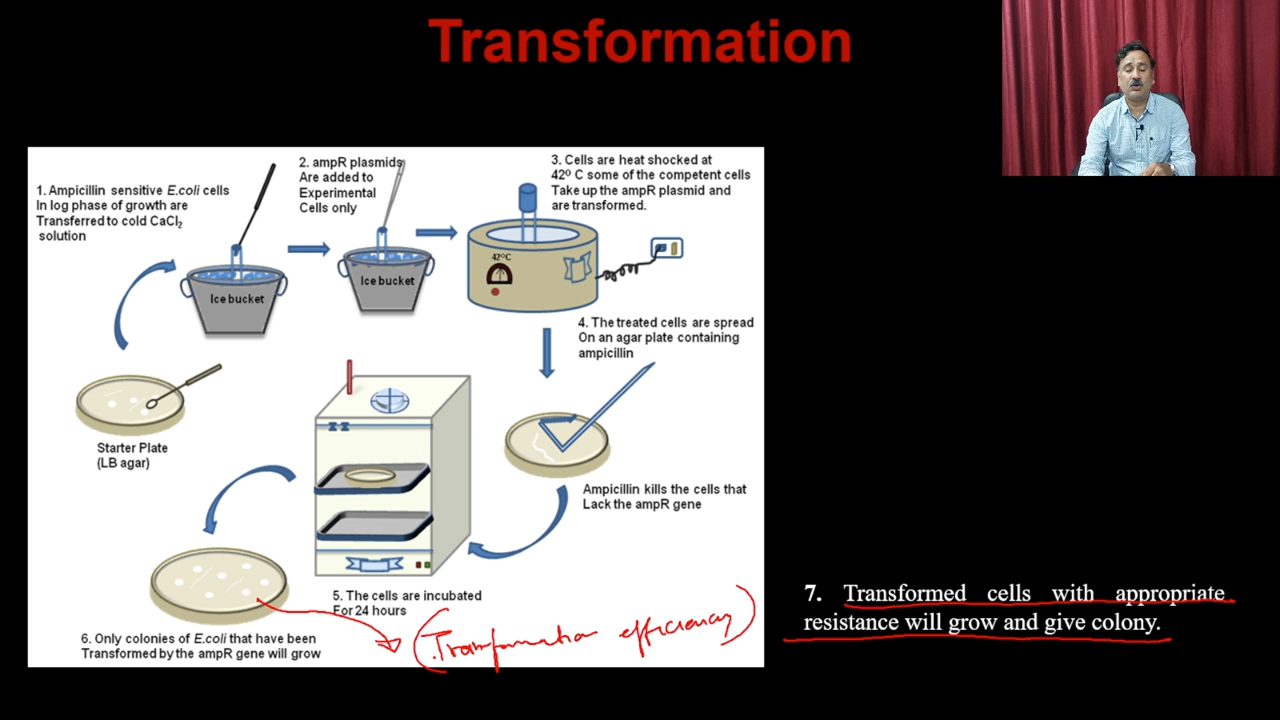 Transformation
1. Ampicillin sensitive E.coli cells
In log phase of growth are
Transferred to cold CaCl₂
solution
2. ampR plasmids
Are added to
Experimental
Cells only
3. Cells are heat shocked at
42⁰ C some of the competent cells
Take up the ampR plasmid and
are transformed.
Ice bucket
Ice bucket
42⁰C
4. The treated cells are spread
On an agar plate containing
ampicillin
Starter Plate
(LB agar)
Ampicillin kills the cells that
Lack the ampR gene
5. The cells are incubated
For 24 hours
6. Only colonies of E.coli that have been
Transformed by the ampR gene will grow
(Transformation efficiency)
7. Transformed cells with appropriate
resistance will grow and give colony.